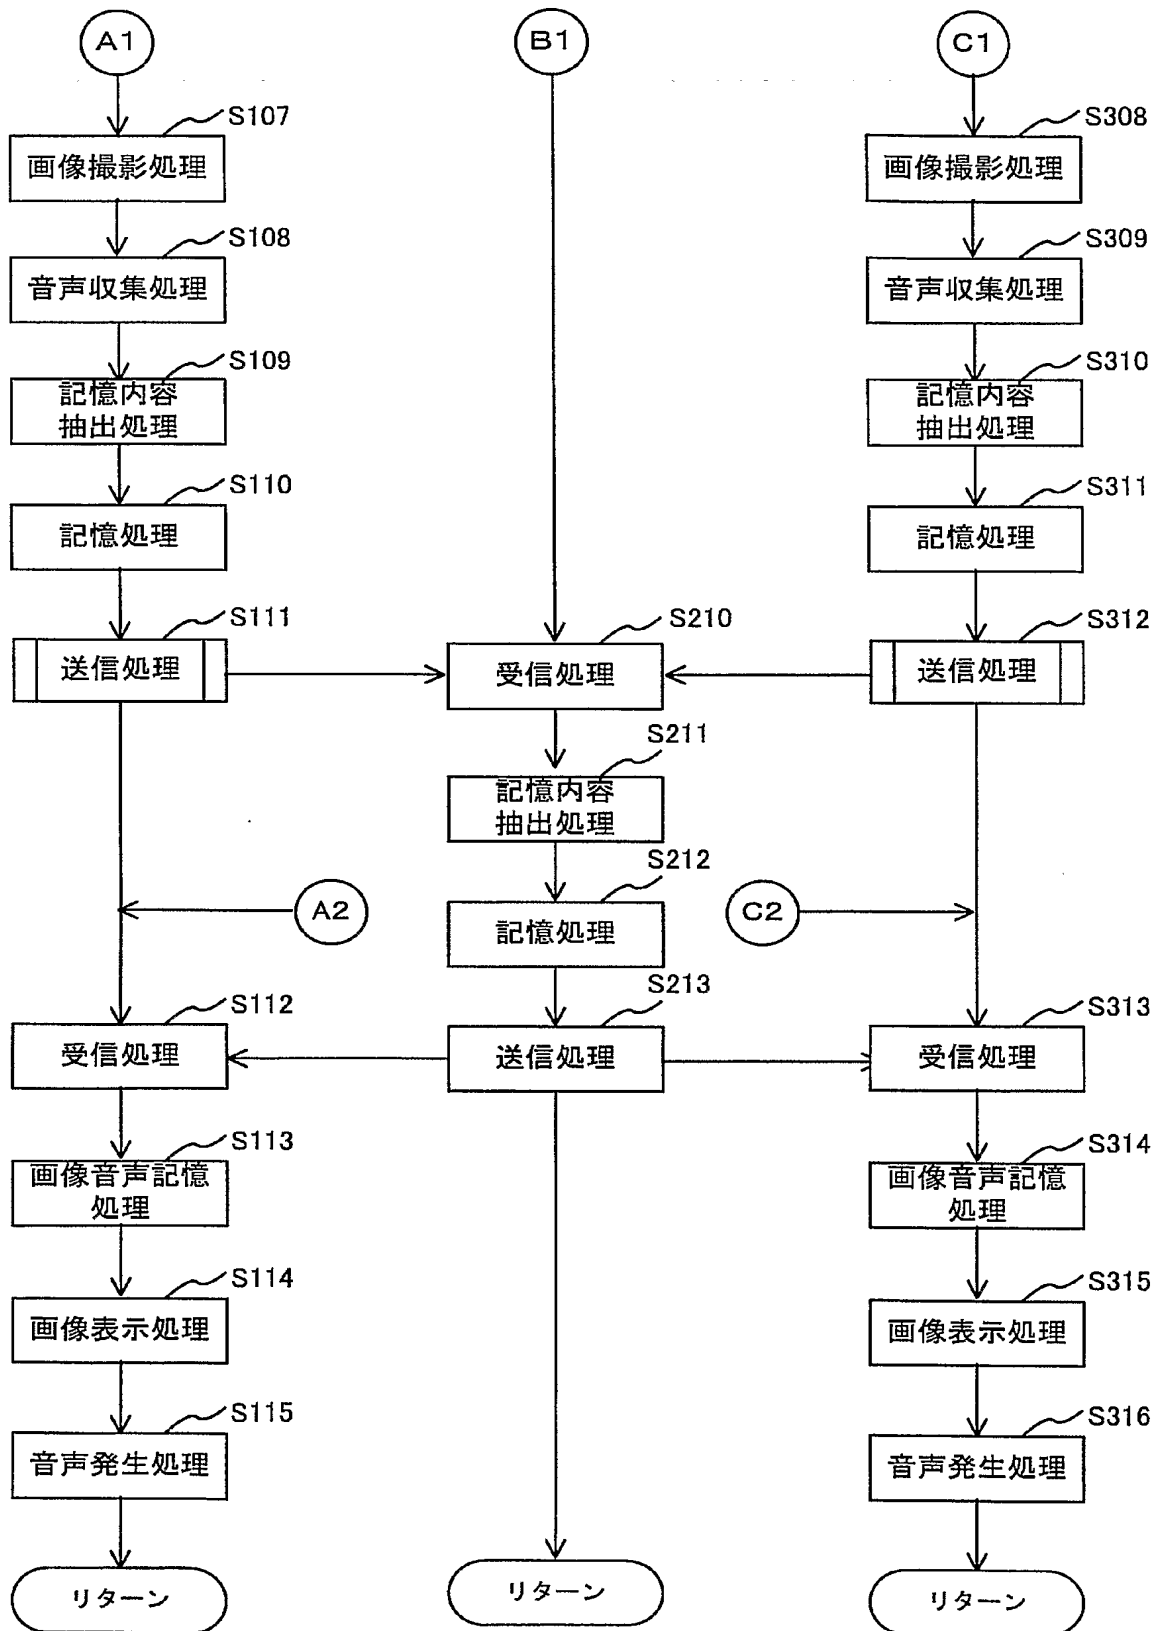 A1
S107
画像撮影処理
S108
音声収集処理
S109
記憶内容
抽出処理
S110
記憶処理
S111
送信処理
A2
S112
受信処理
S113
画像音声記憶
処理
S114
画像表示処理
S115
音声発生処理
リターン
B1
S210
受信処理
S211
記憶内容
抽出処理
S212
記憶処理
S213
送信処理
リターン
C1
S308
画像撮影処理
S309
音声収集処理
S310
記憶内容
抽出処理
S311
記憶処理
S312
送信処理
C2
S313
受信処理
S314
画像音声記憶
処理
S315
画像表示処理
S316
音声発生処理
リターン